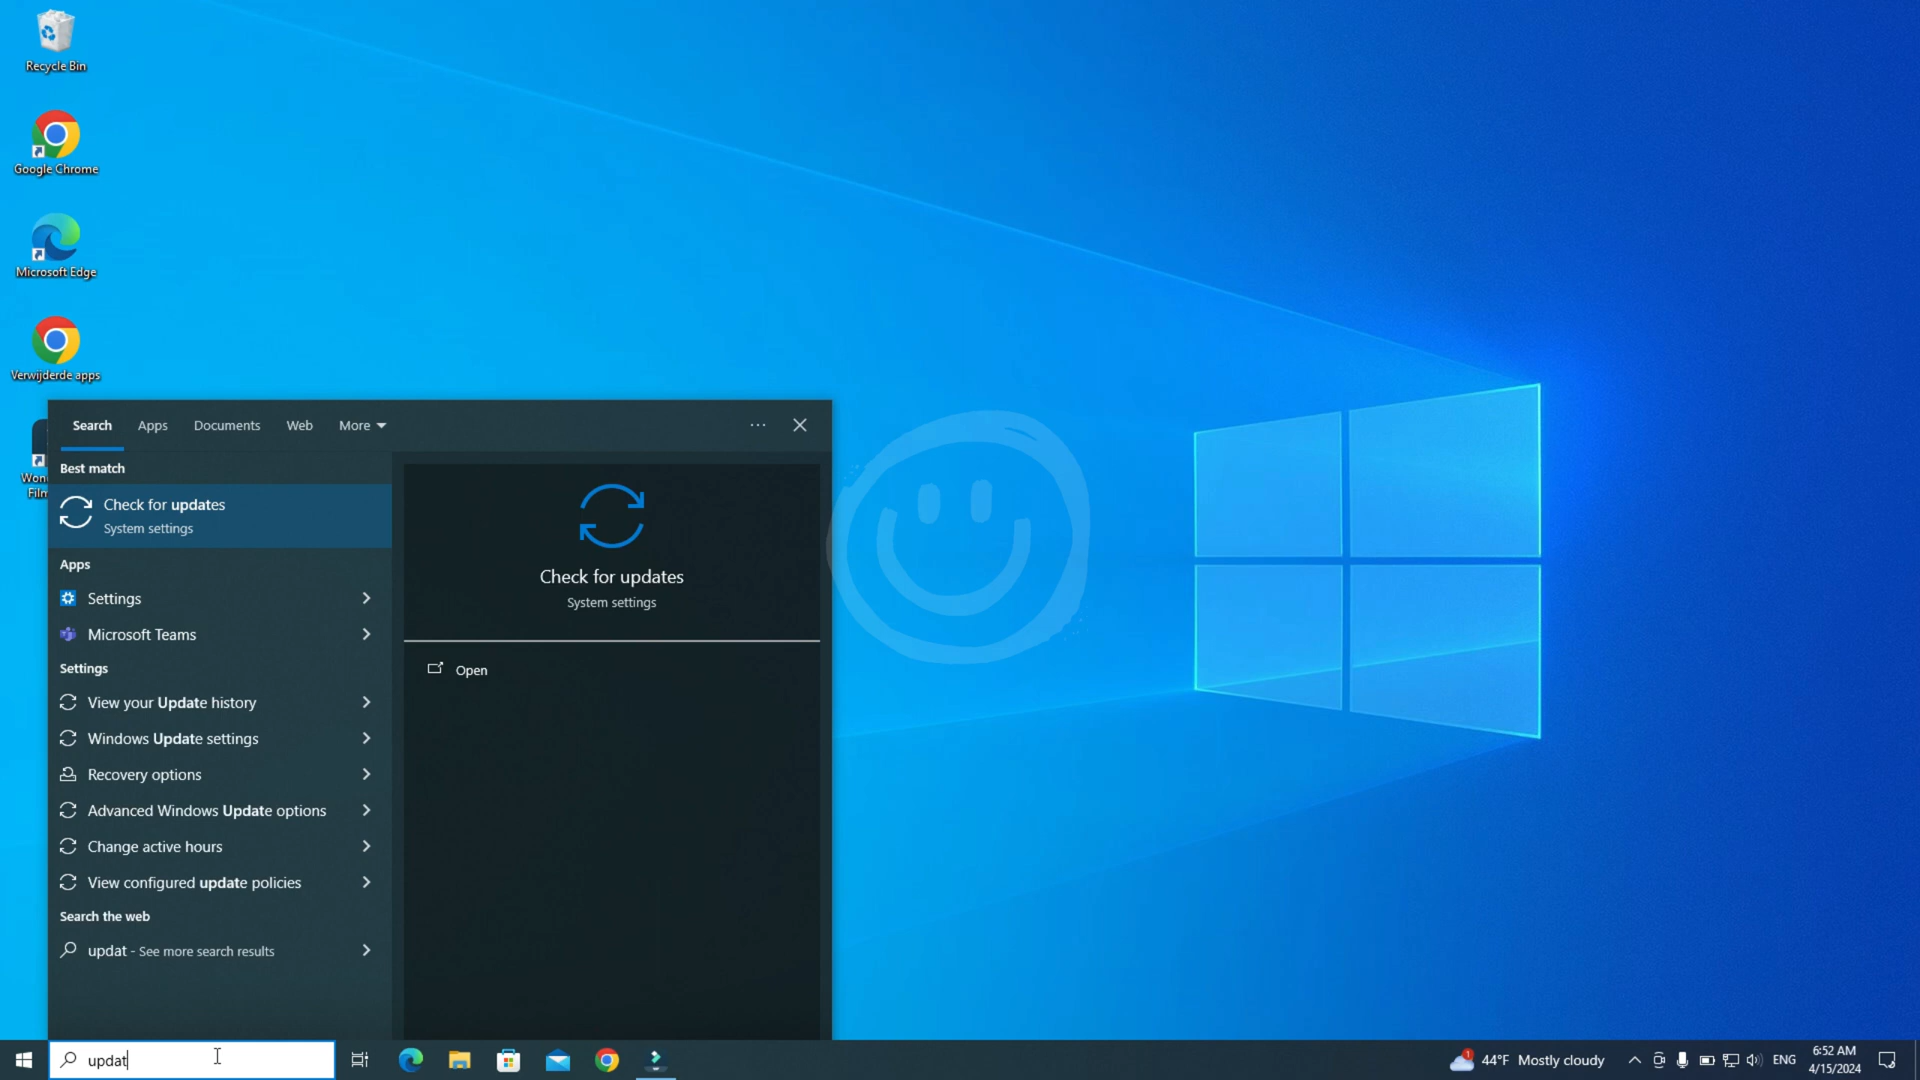 Recycle Bin
Google Chrome
Microsoft Edge
Verwijderde apps
Search Apps Documents Web More
Best match
Check for updates
System settings
Apps
Settings
Microsoft Teams
Settings
View your Update history
Windows Update settings
Recovery options
Advanced Windows Update options
Change active hours
View configured update policies
Search the web
updat - See more search results
Check for updates
System settings
Open
updat
1
44°F Mostly cloudy
ENG
6:52 AM
4/15/2024